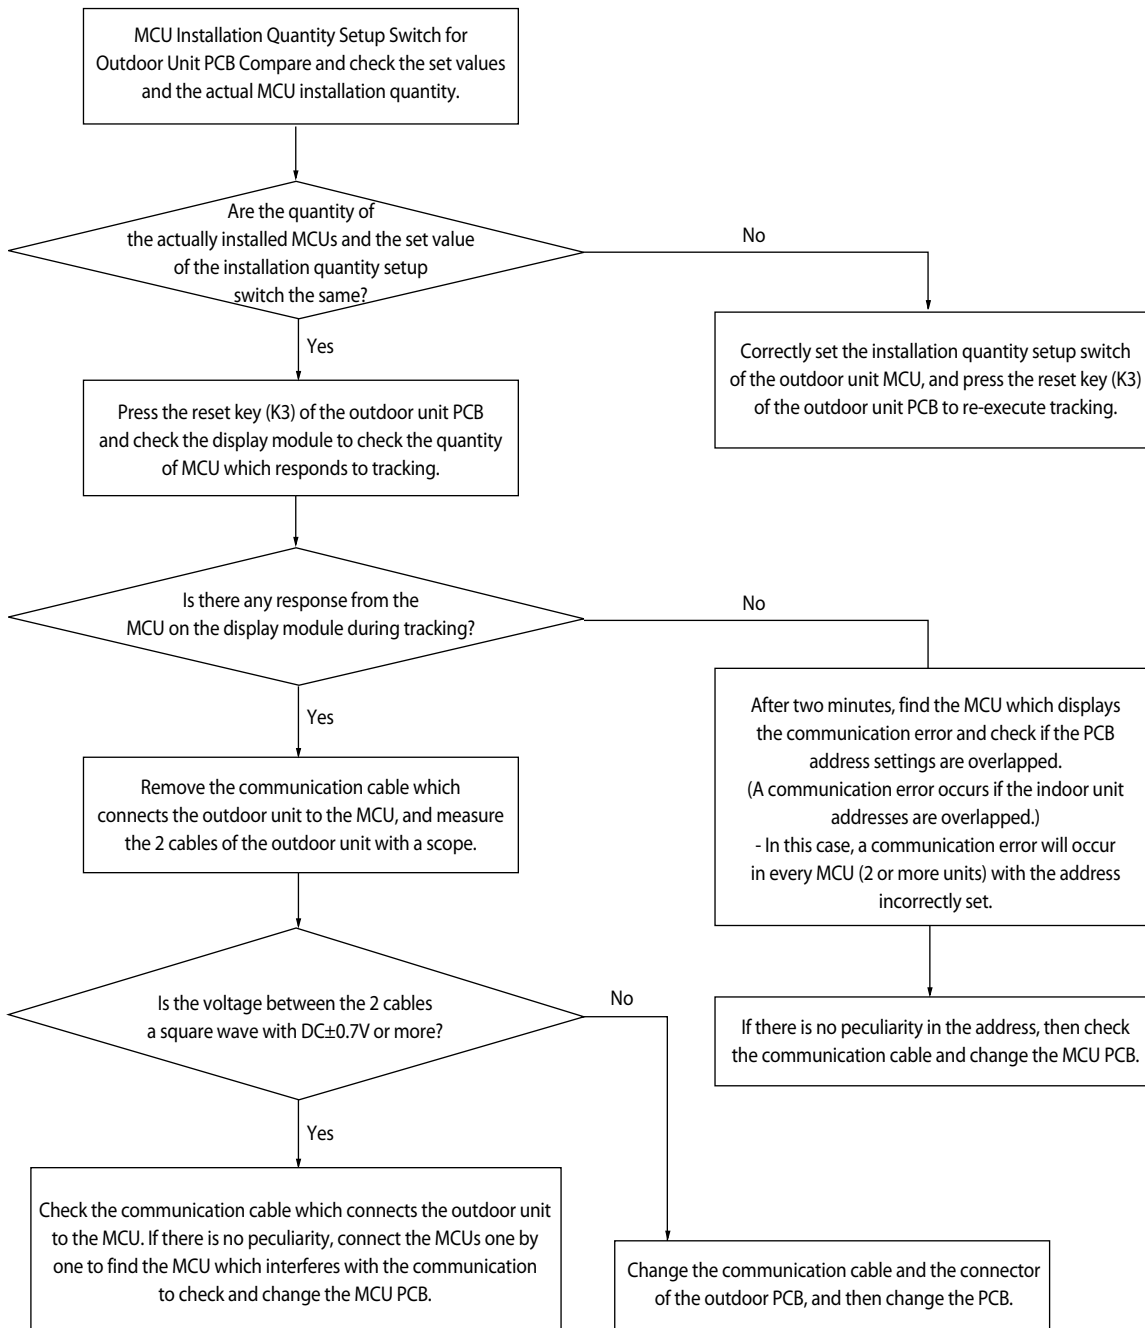 MCU Installation Quantity Setup Switch for
Outdoor Unit PCB Compare and check the set values
and the actual MCU installation quantity.
Are the quantity of
the actually installed MCUs and the set value
of the installation quantity setup
switch the same?
No
Yes
Correctly set the installation quantity setup switch
of the outdoor unit MCU, and press the reset key (K3)
of the outdoor unit PCB to re-execute tracking.
Press the reset key (K3) of the outdoor unit PCB
and check the display module to check the quantity
of MCU which responds to tracking.
Is there any response from the
MCU on the display module during tracking?
No
Yes
After two minutes, find the MCU which displays
the communication error and check if the PCB
address settings are overlapped.
(A communication error occurs if the indoor unit
addresses are overlapped.)
- In this case, a communication error will occur
in every MCU (2 or more units) with the address
incorrectly set.
Remove the communication cable which
connects the outdoor unit to the MCU, and measure
the 2 cables of the outdoor unit with a scope.
Is the voltage between the 2 cables
a square wave with DC±0.7V or more?
No
Yes
If there is no peculiarity in the address, then check
the communication cable and change the MCU PCB.
Check the communication cable which connects the outdoor unit
to the MCU. If there is no peculiarity, connect the MCUs one by
one to find the MCU which interferes with the communication
to check and change the MCU PCB.
Change the communication cable and the connector
of the outdoor PCB, and then change the PCB.